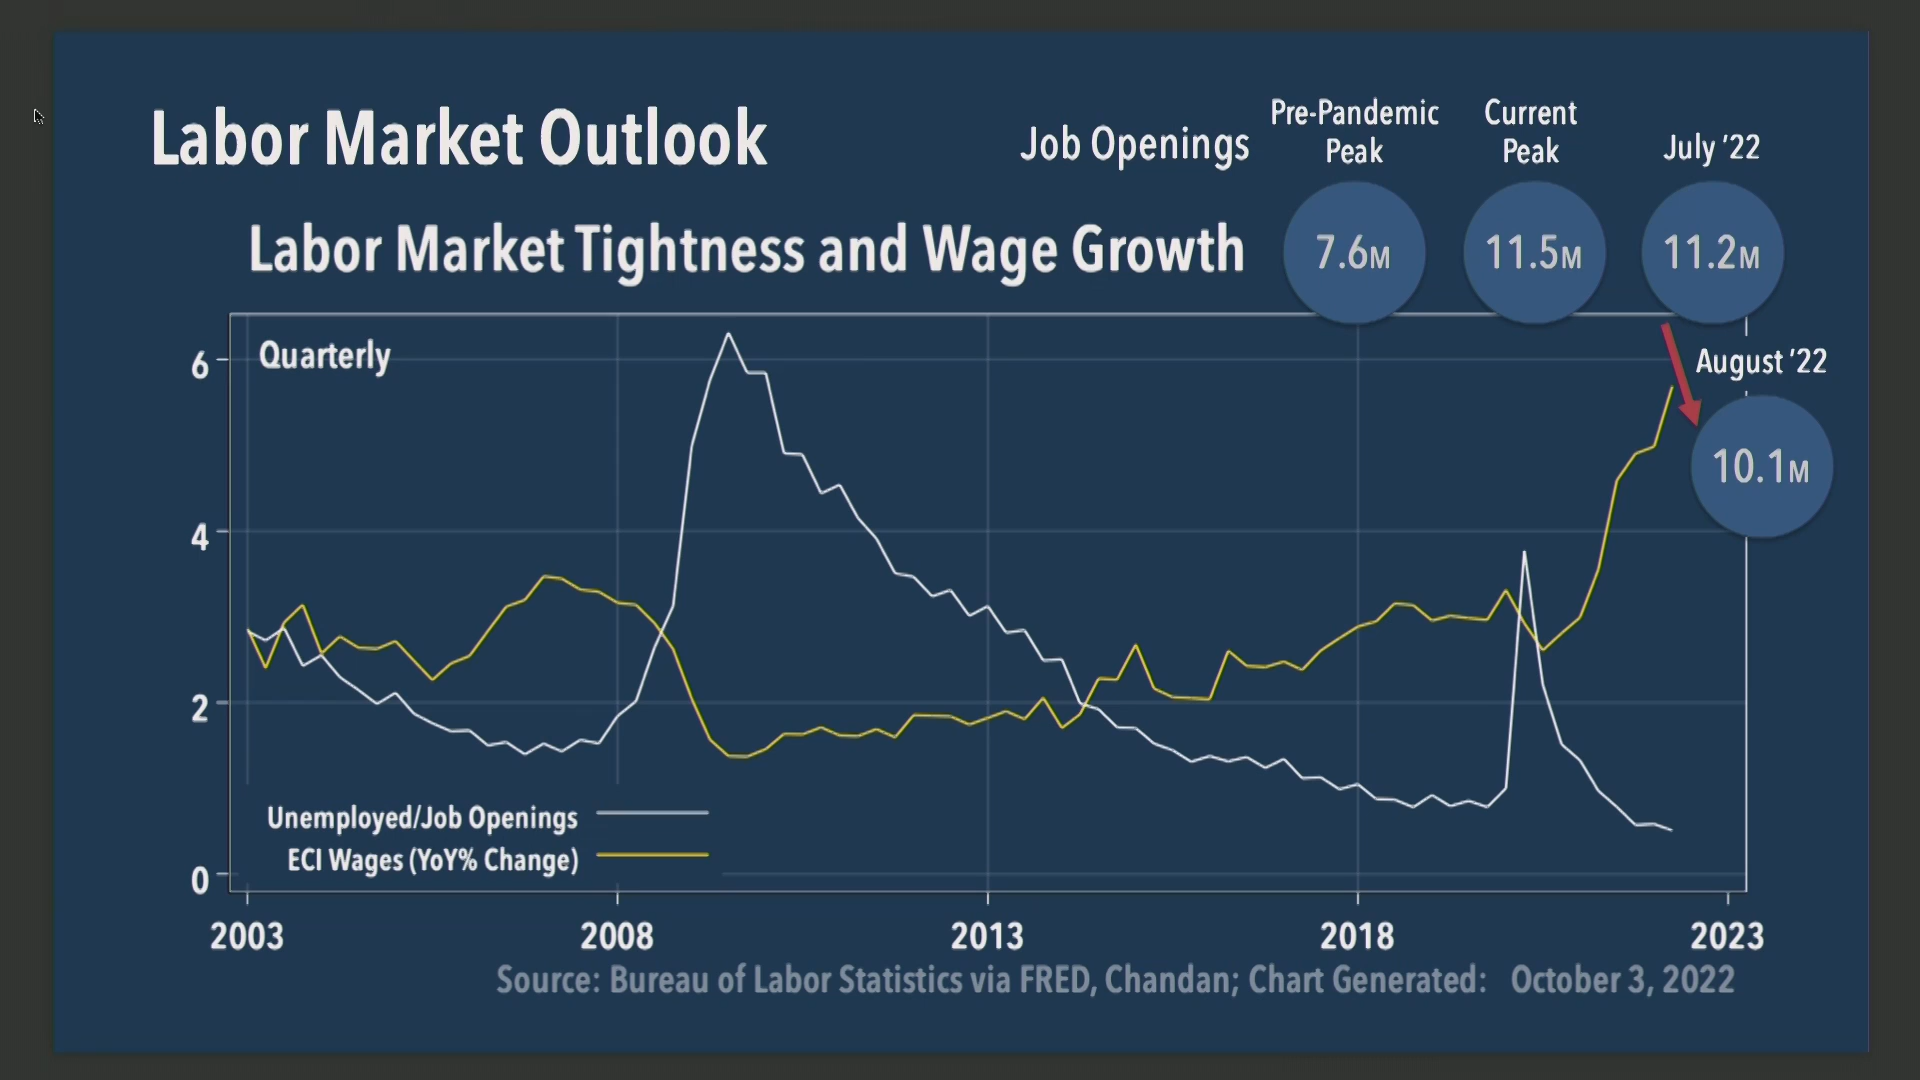 Labor Market Outlook
Job Openings
Pre-Pandemic
Peak
Current
Peak
July '22
Labor Market Tightness and Wage Growth
7.6M
11.5M
11.2M
Quarterly
August '22
10.1M
6
4
2
0
Unemployed/Job Openings
ECI Wages (YoY% Change)
2003
2008
2013
2018
2023
Source: Bureau of Labor Statistics via FRED, Chandan; Chart Generated: October 3, 2022